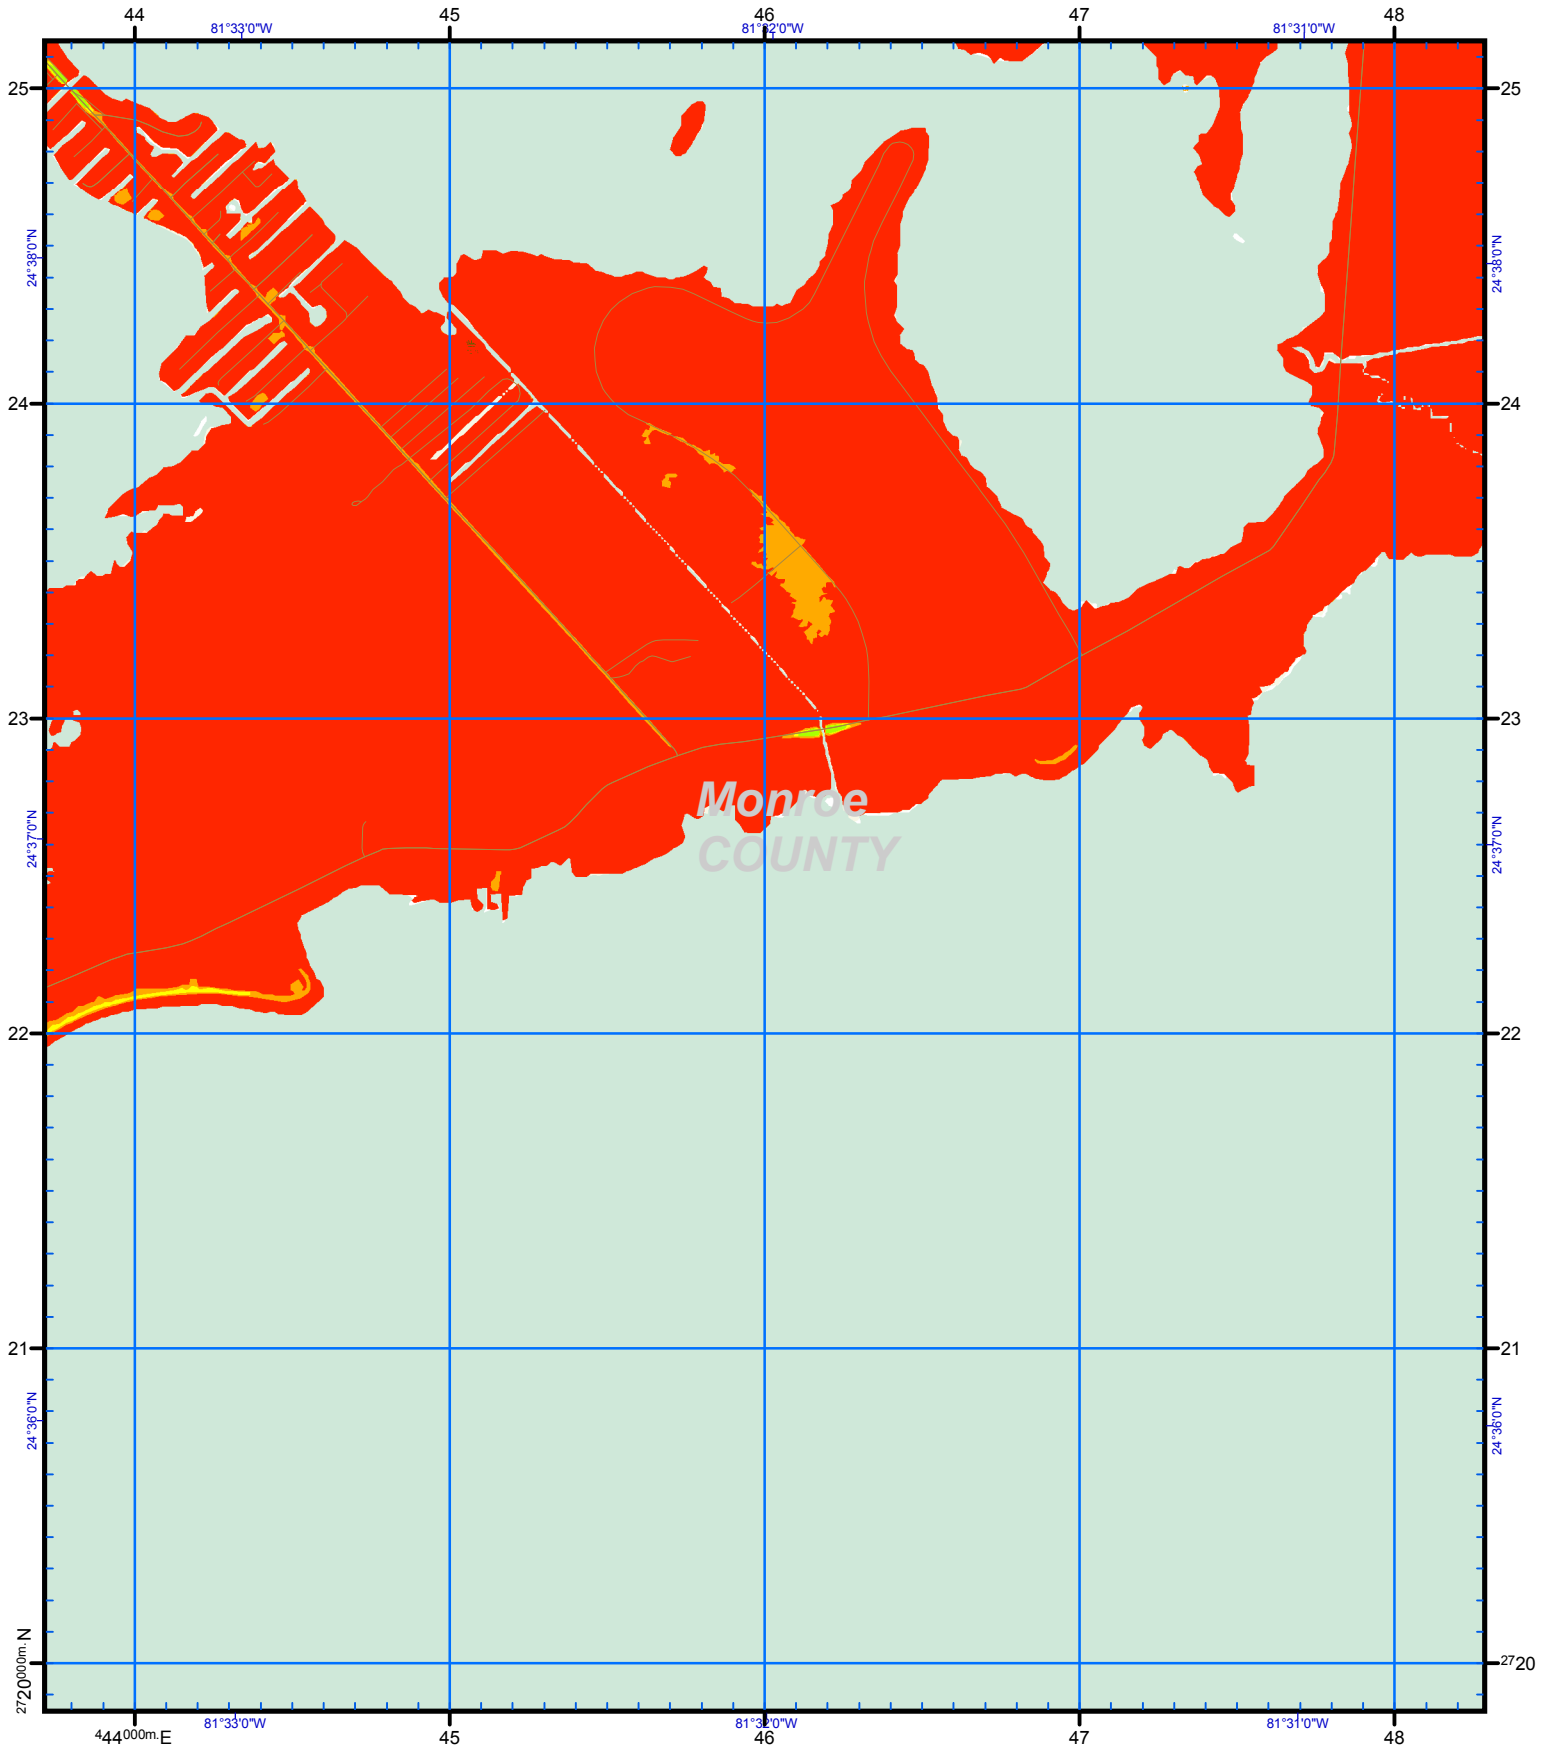 44 45 46 47 48
81°33'0"W 81°32'0"W 81°31'0"W
25 25
24°38'0"N 24°38'0"N
24 24
23 23
Monroe
COUNTY
24°37'0"N 24°37'0"N
22 22
21 21
24°36'0"N 24°36'0"N
2720000m.N 2720
81°33'0"W 81°32'0"W 81°31'0"W
444000m.E 45 46 47 48